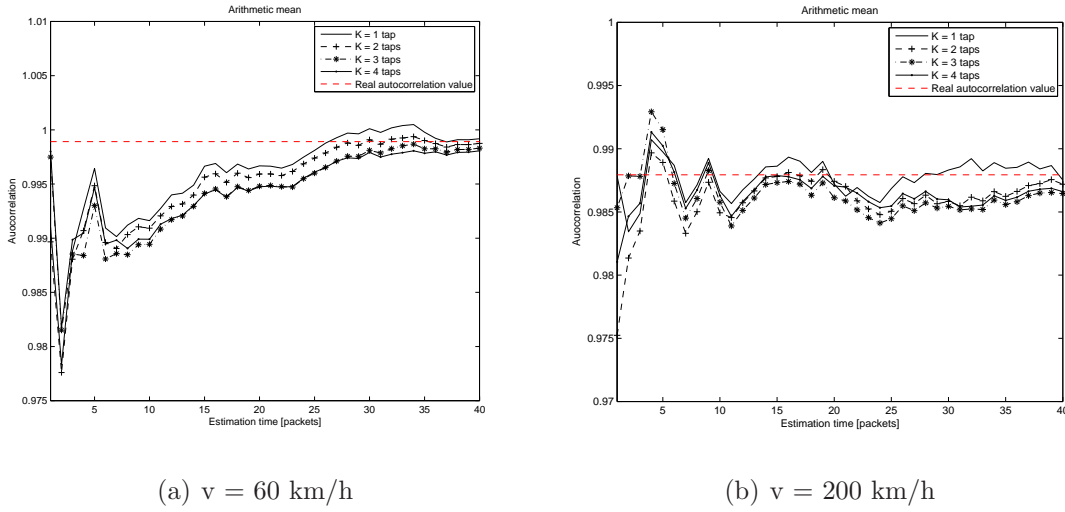 Arithmetic mean
1.01
1.005
1
0.995
0.99
0.985
0.98
0.975
Auocorrelation
K = 1 tap
K = 2 taps
K = 3 taps
K = 4 taps
Real autocorrelation value
5 10 15 20 25 30 35 40
Estimation time [packets]
(a) v = 60 km/h
Arithmetic mean
1
0.995
0.99
0.985
0.98
0.975
0.97
Auocorrelation
K = 1 tap
K = 2 taps
K = 3 taps
K = 4 taps
Real autocorrelation value
5 10 15 20 25 30 35 40
Estimation time [packets]
(b) v = 200 km/h